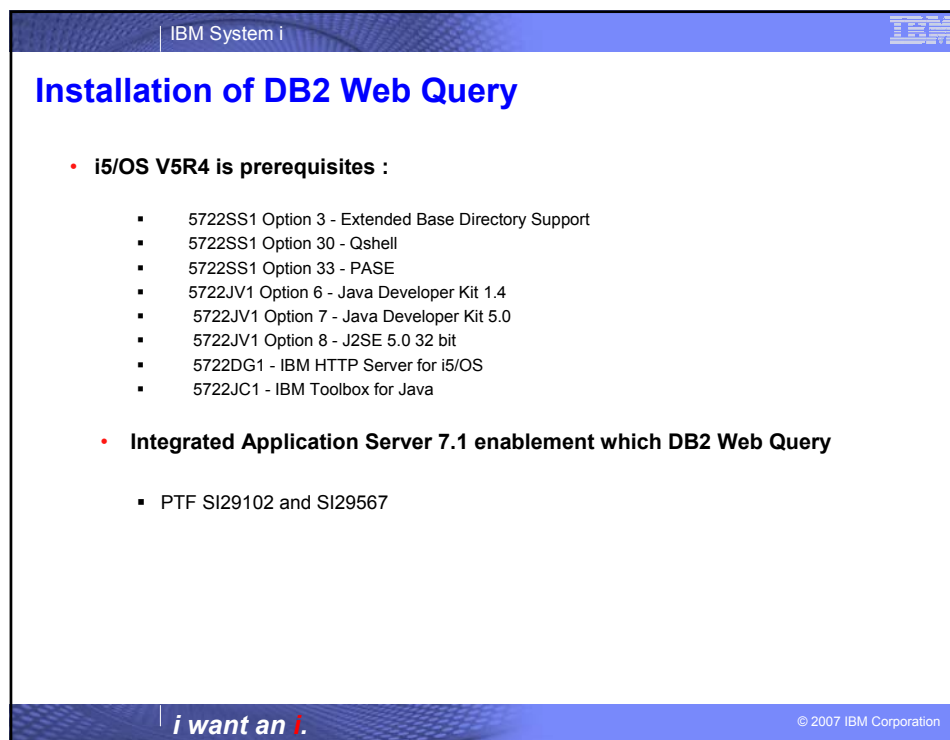 IBM System i
IBM
Installation of DB2 Web Query
• i5/OS V5R4 is prerequisites :
▪ 5722SS1 Option 3 - Extended Base Directory Support
▪ 5722SS1 Option 30 - Qshell
▪ 5722SS1 Option 33 - PASE
▪ 5722JV1 Option 6 - Java Developer Kit 1.4
▪ 5722JV1 Option 7 - Java Developer Kit 5.0
▪ 5722JV1 Option 8 - J2SE 5.0 32 bit
▪ 5722DG1 - IBM HTTP Server for i5/OS
▪ 5722JC1 - IBM Toolbox for Java
• Integrated Application Server 7.1 enablement which DB2 Web Query
▪ PTF SI29102 and SI29567
i want an i.
© 2007 IBM Corporation